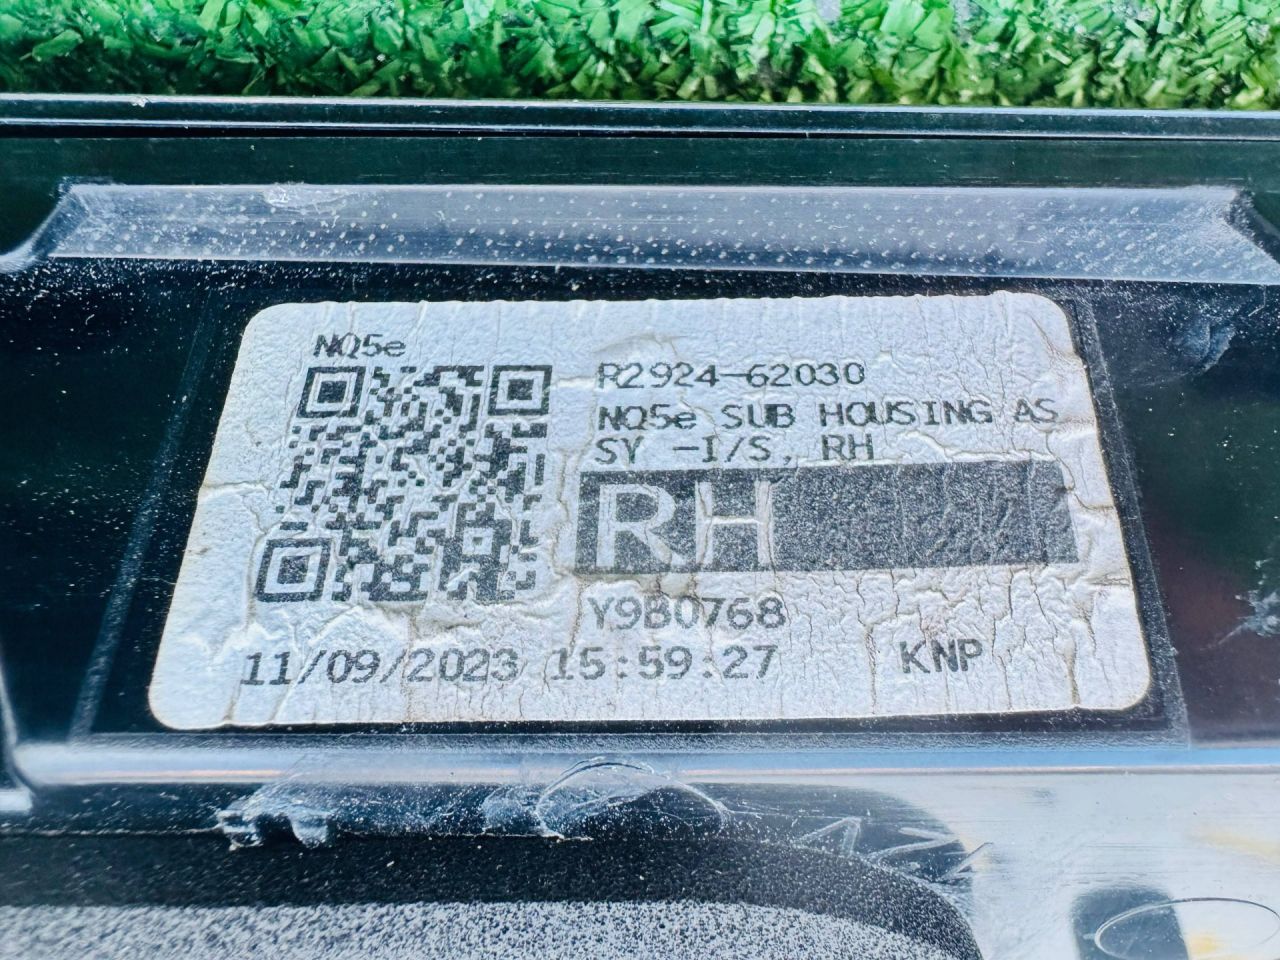 NQ5e
R2924-62030
NQ5e SUB HOUSING AS
SY -I/S, RH
RH
Y9B0768
11/09/2023 15:59:27
KNP